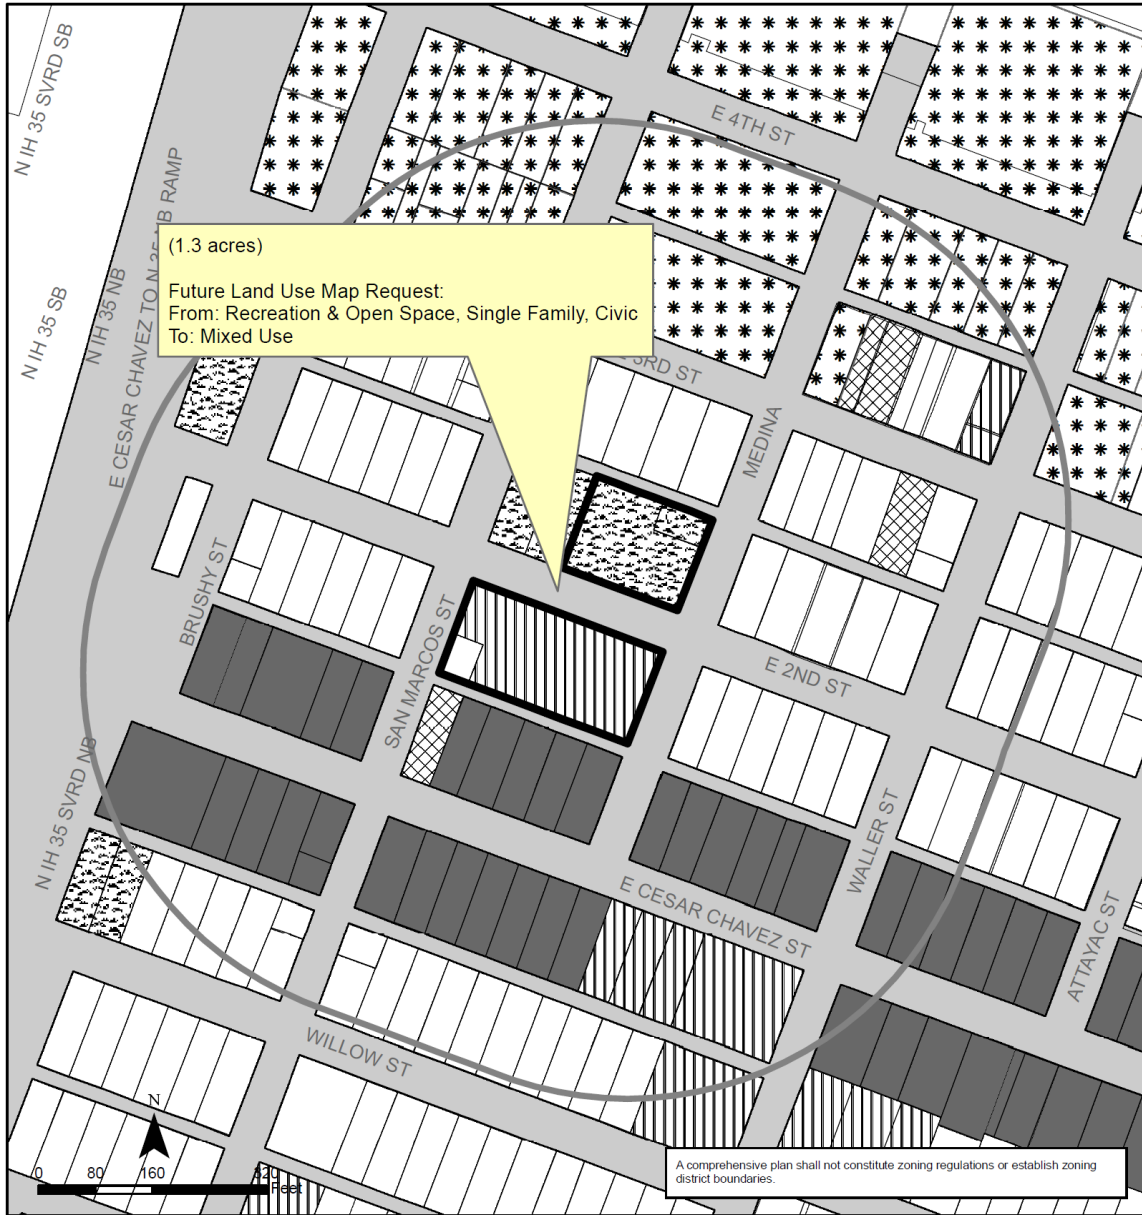 N IH 35 SVRD SB
E 4TH ST
E CESAR CHAVEZ TO N 35 NB RAMP
(1.3 acres)
Future Land Use Map Request:
From: Recreation & Open Space, Single Family, Civic
To: Mixed Use
N IH 35 SB
N IH 35 NB
3RD ST
MEDINA
BRUSHY ST
SAN MARCOS ST
E 2ND ST
N IH 35 SVRD NB
WALLER ST
E CESAR CHAVEZ ST
ATTAYAC ST
WILLOW ST
N
0 80 160 320
Feet
A comprehensive plan shall not constitute zoning regulations or establish zoning
district boundaries.